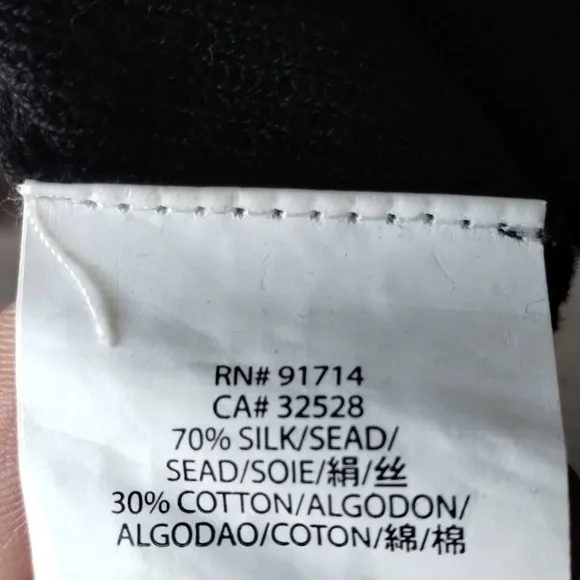 RN# 91714
CA# 32528
70% SILK/SEAD/
SEAD/SOIE/絹/丝
30% COTTON/ALGODON/
ALGODAO/COTON/綿/棉